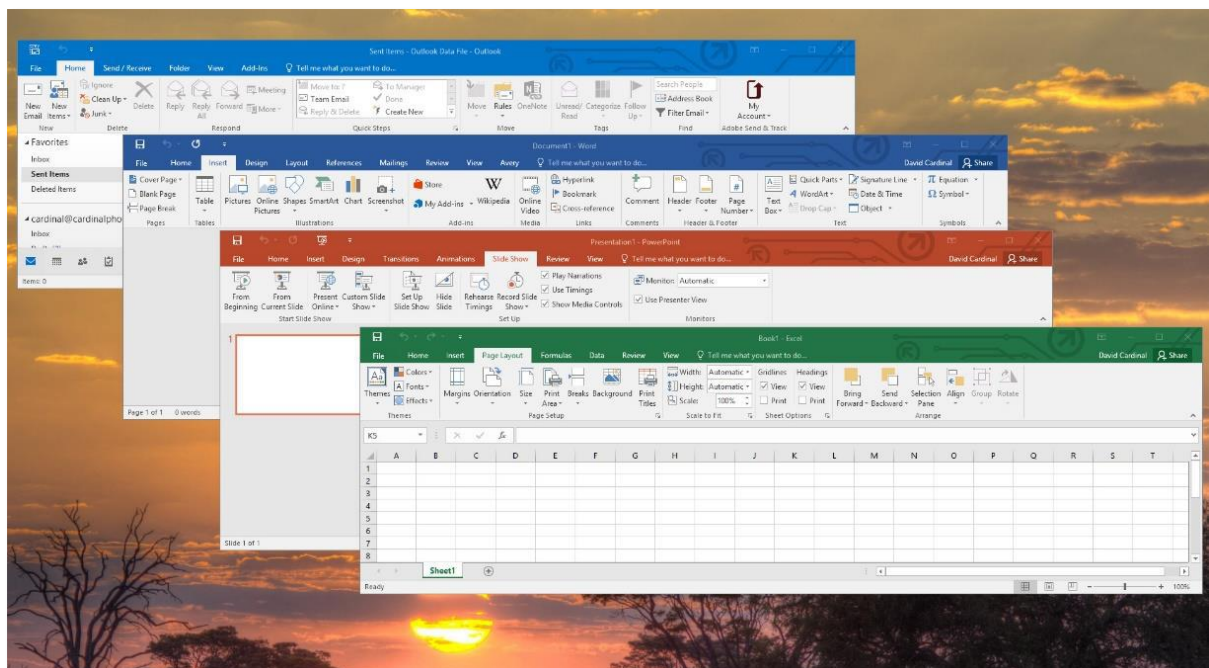 Sent Items - Outlook Data File - Outlook
File Home Send / Receive Folder View Add-Ins Tell me what you want to do...
New Email New Items Ignore Clean Up Junk Delete Reply Reply All Forward Meeting More Move to: ? Team Email Reply & Delete To Manager Done Create New Move Rules OneNote Unread/ Read Categorize Follow Up Search People Address Book Filter Email My Account
New Delete Respond Quick Steps Move Tags Find Adobe Send & Track
Favorites
Inbox
Sent Items
Deleted Items
cardinal@cardinalpho
Inbox
Items: 0
Document1 - Word
File Home Insert Design Layout References Mailings Review View Avery Tell me what you want to do... David Cardinal Share
Cover Page Blank Page Page Break Table Pictures Online Pictures Shapes SmartArt Chart Screenshot Store My Add-ins Wikipedia Online Video Hyperlink Bookmark Cross-reference Comment Header Footer Page Number Text Box Quick Parts WordArt Drop Cap Signature Line Date & Time Object Equation Symbol
Pages Tables Illustrations Add-ins Media Links Comments Header & Footer Text Symbols
Page 1 of 1 0 words
Presentation1 - PowerPoint
File Home Insert Design Transitions Animations Slide Show Review View Tell me what you want to do... David Cardinal Share
From Beginning From Current Slide Present Online Custom Slide Show Set Up Slide Show Hide Slide Rehearse Timings Record Slide Show Play Narrations Use Timings Show Media Controls Monitor: Automatic Use Presenter View
Start Slide Show Set Up Monitors
1
Slide 1 of 1
Book1 - Excel
File Home Insert Page Layout Formulas Data Review View Tell me what you want to do... David Cardinal Share
Themes Colors Fonts Effects Margins Orientation Size Print Area Breaks Background Print Titles Width: Automatic Height: Automatic Scale: 100% Gridlines View Print Headings View Print Bring Forward Send Backward Selection Pane Align Group Rotate
Themes Page Setup Scale to Fit Sheet Options Arrange
K5 fx
A B C D E F G H I J K L M N O P Q R S T
1
2
3
4
5
6
7
8
Sheet1
Ready 100%